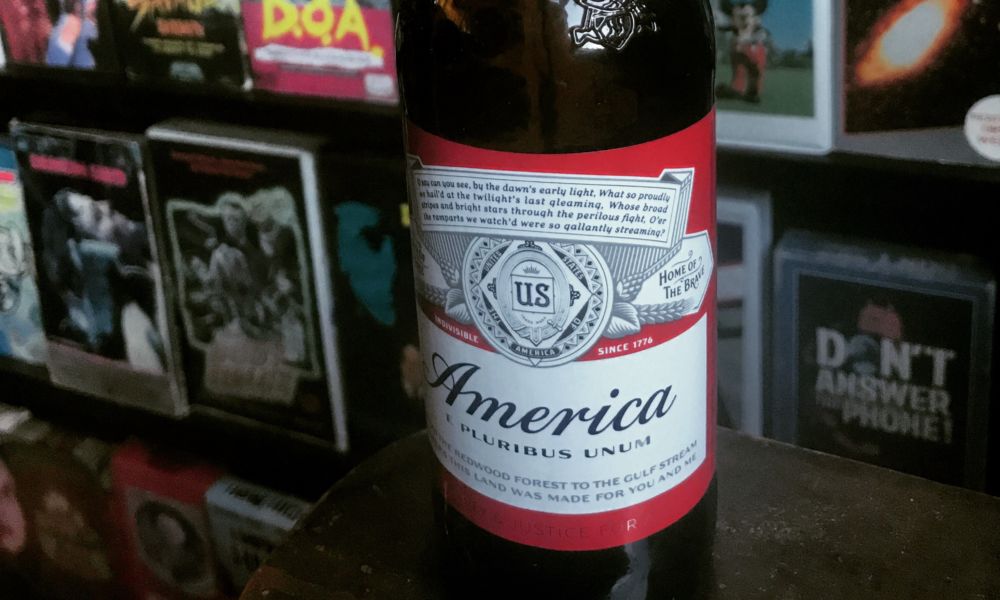 D.O.A.
O say can you see, by the dawn's early light, What so proudly
we hail'd at the twilight's last gleaming, Whose broad
stripes and bright stars through the perilous fight, O'er
the ramparts we watch'd were so gallantly streaming?
HOME OF
THE BRAVE
UNITED STATES
US
AMERICA
INDIVISIBLE
SINCE 1776
America
E PLURIBUS UNUM
THE REDWOOD FOREST TO THE GULF STREAM
THIS LAND WAS MADE FOR YOU AND ME
& JUSTICE FOR
DON'T
ANSWER
THE PHONE!